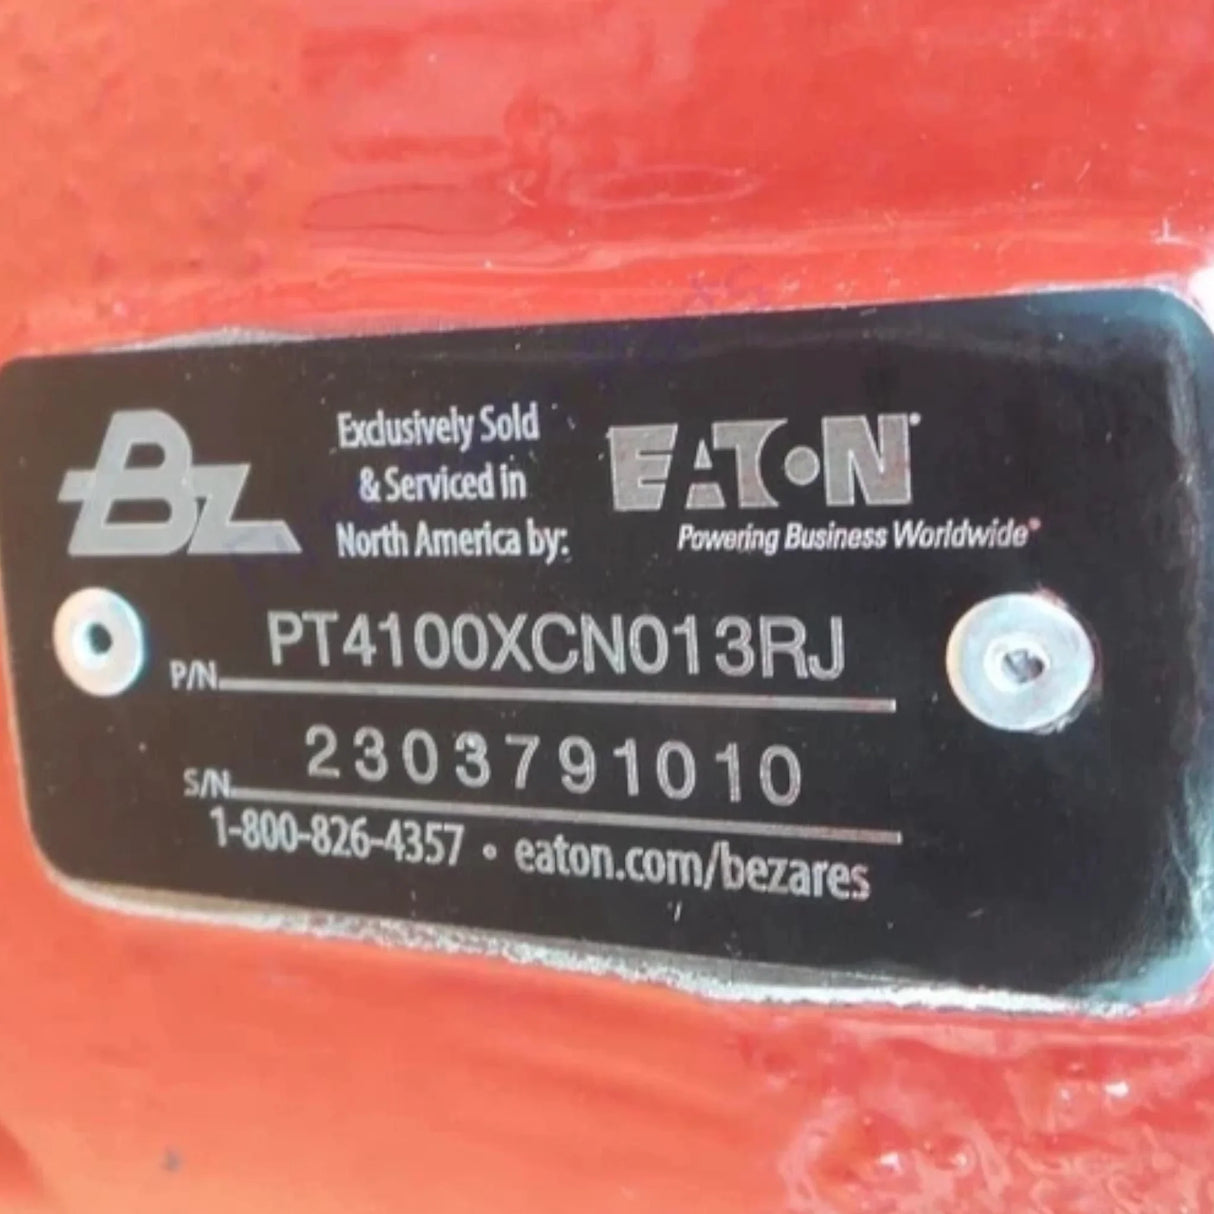 Bz
Exclusively Sold
& Serviced in
North America by:
EATON®
Powering Business Worldwide®
P/N PT4100XCN013RJ
S/N 2303791010
1-800-826-4357 • eaton.com/bezares